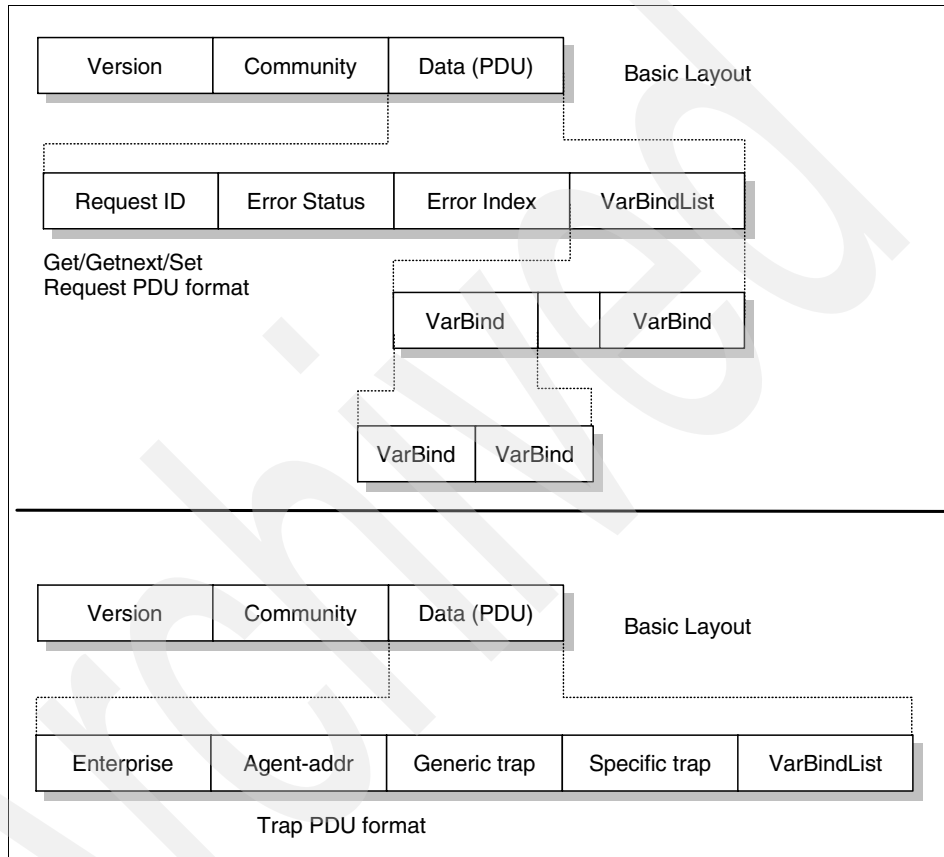 Version Community Data (PDU) Basic Layout
Request ID Error Status Error Index VarBindList
Get/Getnext/Set
Request PDU format
VarBind VarBind
VarBind VarBind
Version Community Data (PDU) Basic Layout
Enterprise Agent-addr Generic trap Specific trap VarBindList
Trap PDU format
Archived